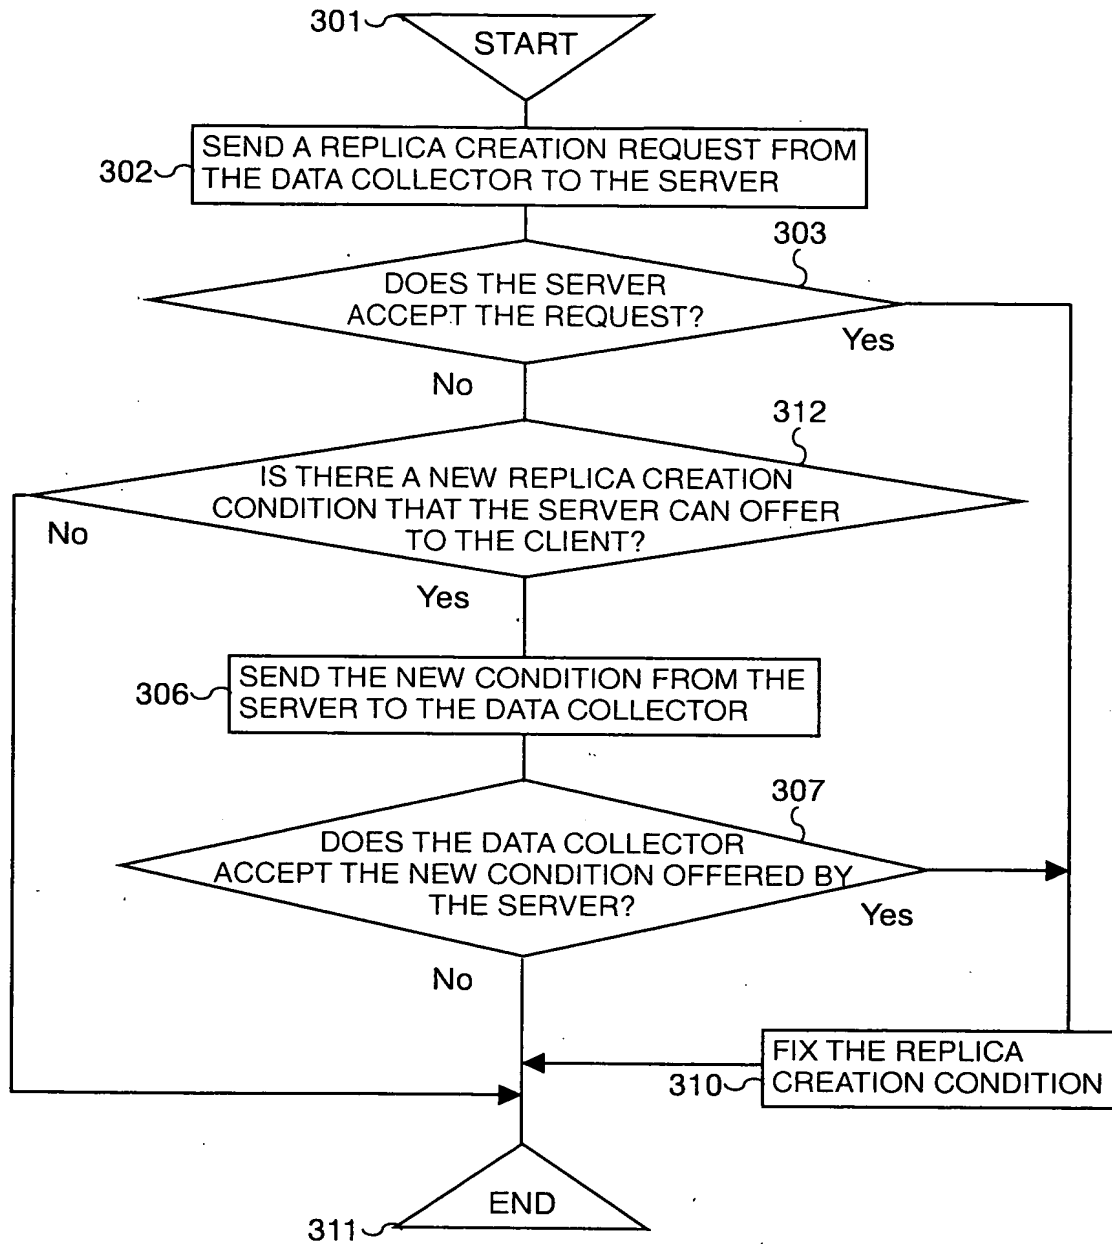 301
START
SEND A REPLICA CREATION REQUEST FROM
THE DATA COLLECTOR TO THE SERVER
302
303
DOES THE SERVER
ACCEPT THE REQUEST?
Yes
No
312
IS THERE A NEW REPLICA CREATION
CONDITION THAT THE SERVER CAN OFFER
TO THE CLIENT?
No
Yes
SEND THE NEW CONDITION FROM THE
SERVER TO THE DATA COLLECTOR
306
307
DOES THE DATA COLLECTOR
ACCEPT THE NEW CONDITION OFFERED BY
THE SERVER?
Yes
No
FIX THE REPLICA
CREATION CONDITION
310
END
311